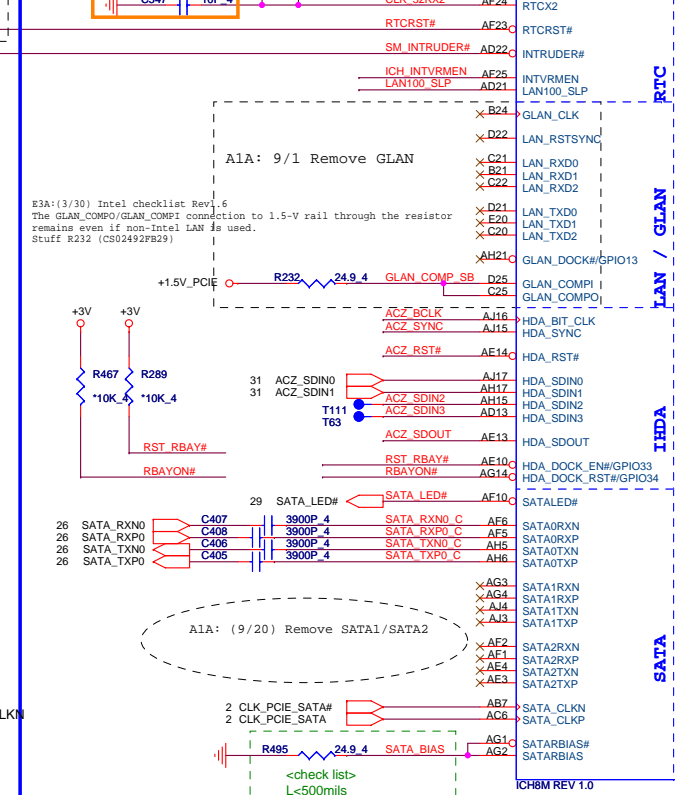 C347 10P_4 CLK_32KX2 AF24 RTCX2
RTCRST# AF23 RTCRST#
SM_INTRUDER# AD22 INTRUDER#
ICH_INTVRMEN AF25 INTVRMEN
LAN100_SLP AD21 LAN100_SLP
RTC
B24 GLAN_CLK
D22 LAN_RSTSYNC
A1A: 9/1 Remove GLAN
C21 LAN_RXD0
B21 LAN_RXD1
C22 LAN_RXD2
E3A:(3/30) Intel checklist Rev1.6
The GLAN_COMPO/GLAN_COMPI connection to 1.5-V rail through the resistor
remains even if non-Intel LAN is used.
Stuff R232 (CS02492FB29)
D21 LAN_TXD0
E20 LAN_TXD1
C20 LAN_TXD2
AH21 GLAN_DOCK#/GPIO13
+1.5V_PCIE R232 24.9_4 GLAN_COMP_SB D25 GLAN_COMPI
C25 GLAN_COMPO
LAN / GLAN
+3V +3V
ACZ_BCLK AJ16 HDA_BIT_CLK
ACZ_SYNC AJ15 HDA_SYNC
ACZ_RST# AE14 HDA_RST#
R467 R289
*10K_4 *10K_4
31 ACZ_SDIN0 AJ17 HDA_SDIN0
31 ACZ_SDIN1 AH17 HDA_SDIN1
T111 ACZ_SDIN2 AH15 HDA_SDIN2
T63 ACZ_SDIN3 AD13 HDA_SDIN3
ACZ_SDOUT AE13 HDA_SDOUT
RST_RBAY#
RBAYON#
RST_RBAY# AE10 HDA_DOCK_EN#/GPIO33
RBAYON# AG14 HDA_DOCK_RST#/GPIO34
IHDA
29 SATA_LED# SATA_LED# AF10 SATALED#
26 SATA_RXN0 C407 3900P_4 SATA_RXN0_C AF6 SATA0RXN
26 SATA_RXP0 C408 3900P_4 SATA_RXP0_C AF5 SATA0RXP
26 SATA_TXN0 C406 3900P_4 SATA_TXN0_C AH5 SATA0TXN
26 SATA_TXP0 C405 3900P_4 SATA_TXP0_C AH6 SATA0TXP
AG3 SATA1RXN
AG4 SATA1RXP
AJ4 SATA1TXN
AJ3 SATA1TXP
A1A: (9/20) Remove SATA1/SATA2
AF2 SATA2RXN
AF1 SATA2RXP
AE4 SATA2TXN
AE3 SATA2TXP
SATA
LKN
2 CLK_PCIE_SATA# AB7 SATA_CLKN
2 CLK_PCIE_SATA AC6 SATA_CLKP
R495 24.9_4 SATA_BIAS AG1 SATARBIAS#
AG2 SATARBIAS
<check list>
L<500mils
ICH8M REV 1.0